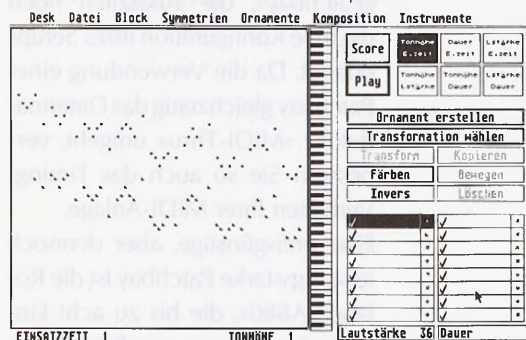 Desk Datei Block Symmetrien Ornamente Komposition Instrumente
Score
Tonhöhe E.zeit
Dauer E.zeit
Lstärke E.zeit
Play
Tonhöhe Lstärke
Tonhöhe Dauer
Lstärke Dauer
Ornament erstellen
Transformation wählen
Transform Kopieren
Färben Bewegen
Invers Löschen
EINSATZZEIT 1 TONHÖHE 1 Lautstärke 36 Dauer